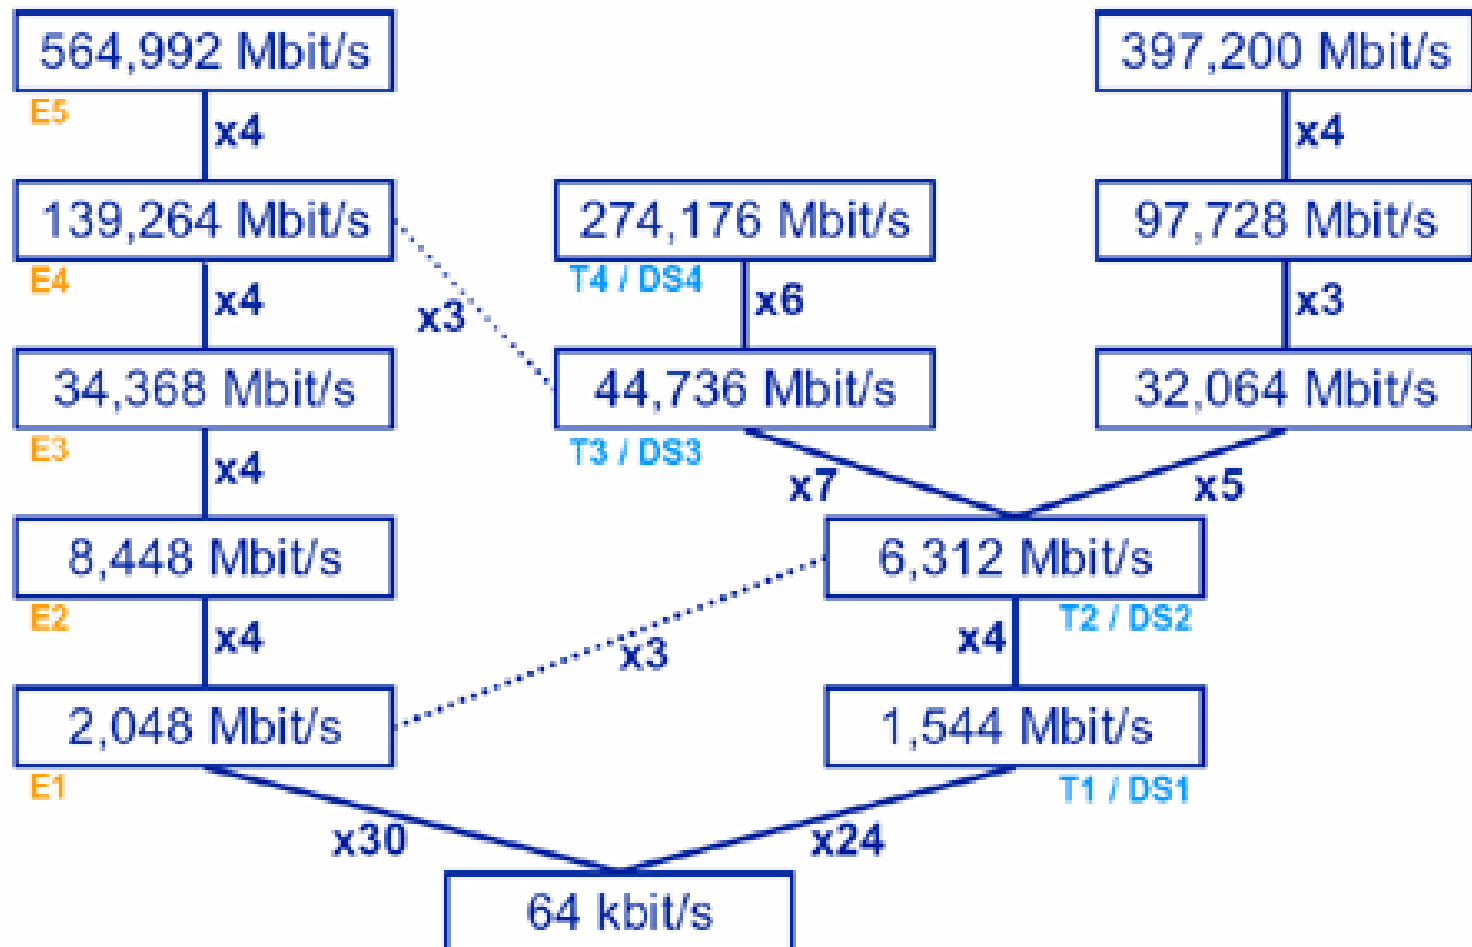 564,992 Mbit/s
397,200 Mbit/s
E5
x4
x4
139,264 Mbit/s
274,176 Mbit/s
97,728 Mbit/s
E4
T4 / DS4
x4
x3
x6
x3
34,368 Mbit/s
44,736 Mbit/s
32,064 Mbit/s
E3
T3 / DS3
x4
x7
x5
8,448 Mbit/s
6,312 Mbit/s
E2
T2 / DS2
x4
x3
x4
2,048 Mbit/s
1,544 Mbit/s
E1
T1 / DS1
x30
x24
64 kbit/s